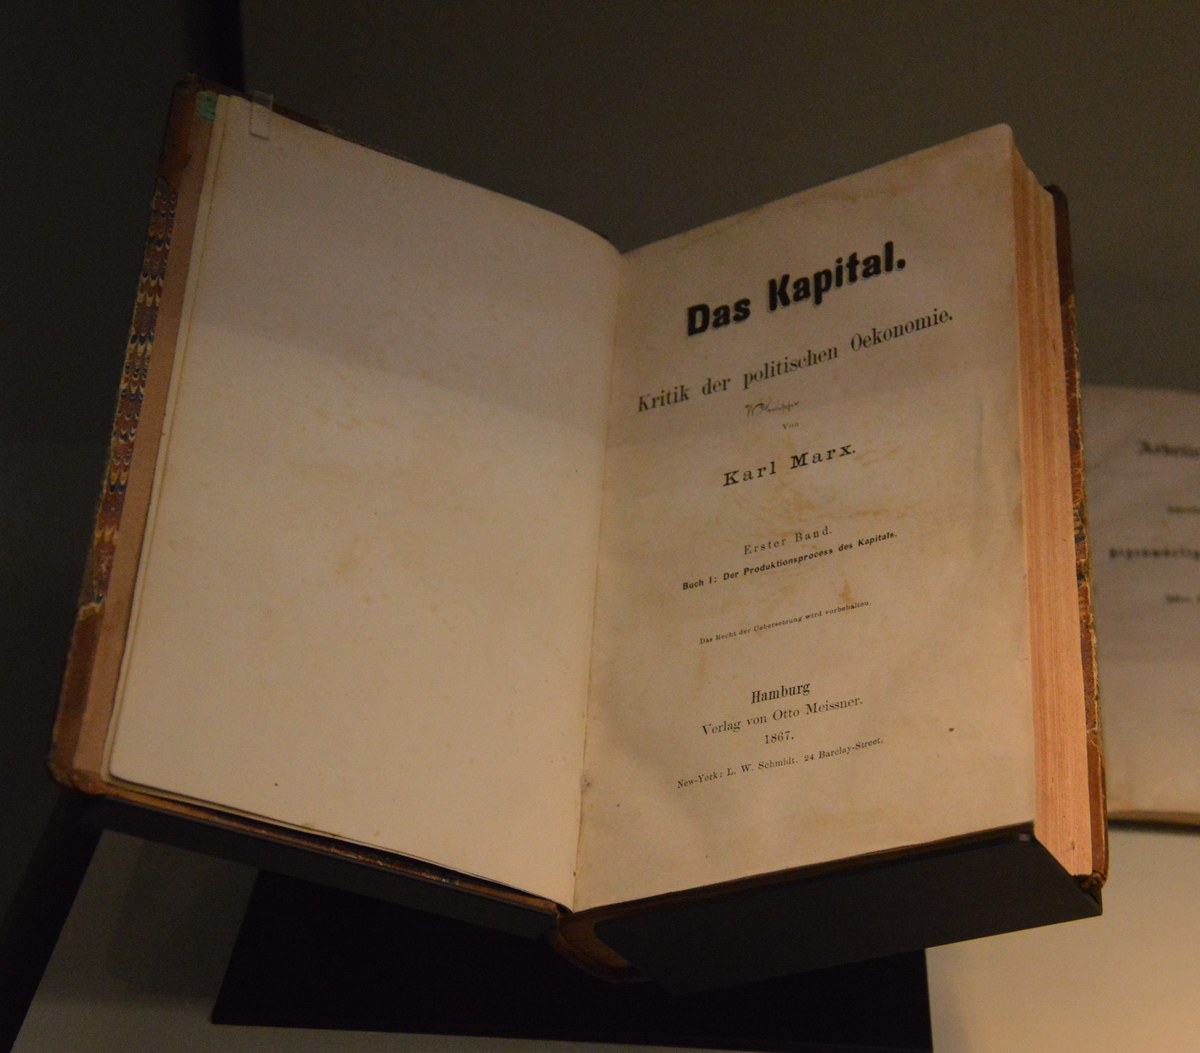 Das Kapital.
Kritik der politischen Oekonomie.
Von
Karl Marx.
Erster Band.
Buch I: Der Produktionsprocess des Kapitals.
Das Recht der Uebersetzung wird vorbehalten.
Hamburg
Verlag von Otto Meissner.
1867.
New-York: L. W. Schmidt. 24 Barclay-Street.